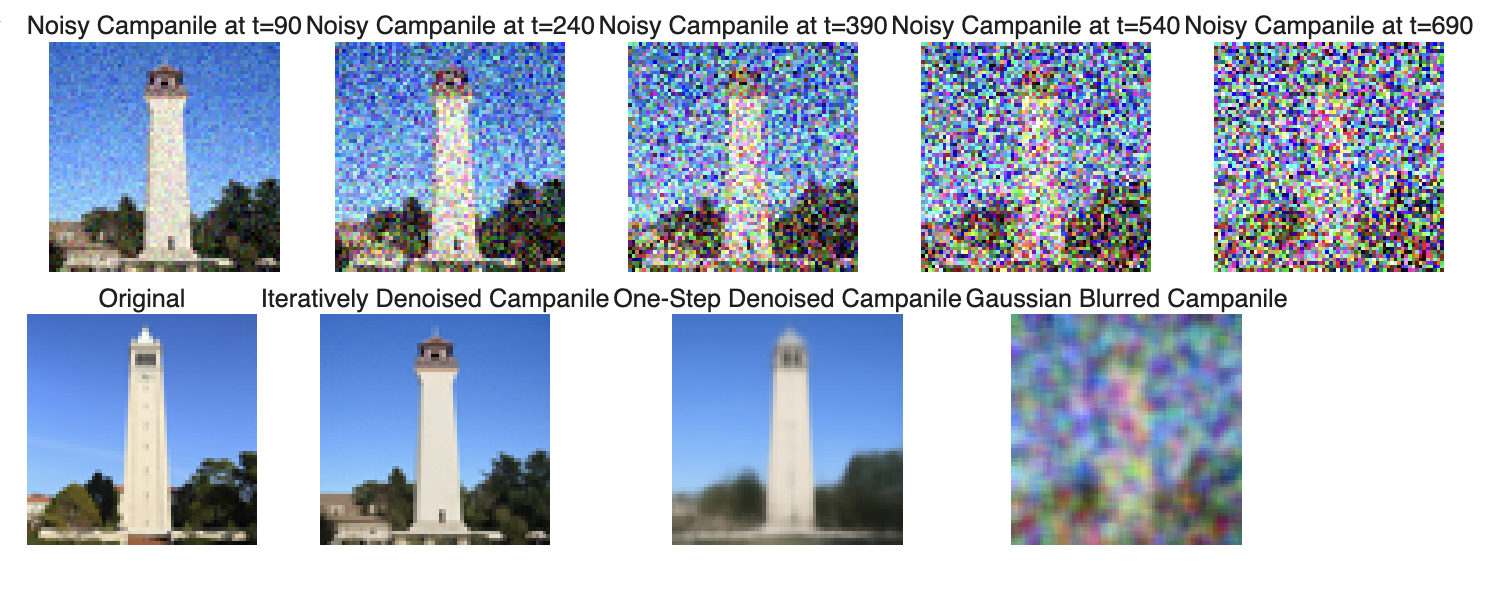 Noisy Campanile at t=90 Noisy Campanile at t=240 Noisy Campanile at t=390 Noisy Campanile at t=540 Noisy Campanile at t=690
Original Iteratively Denoised Campanile One-Step Denoised Campanile Gaussian Blurred Campanile